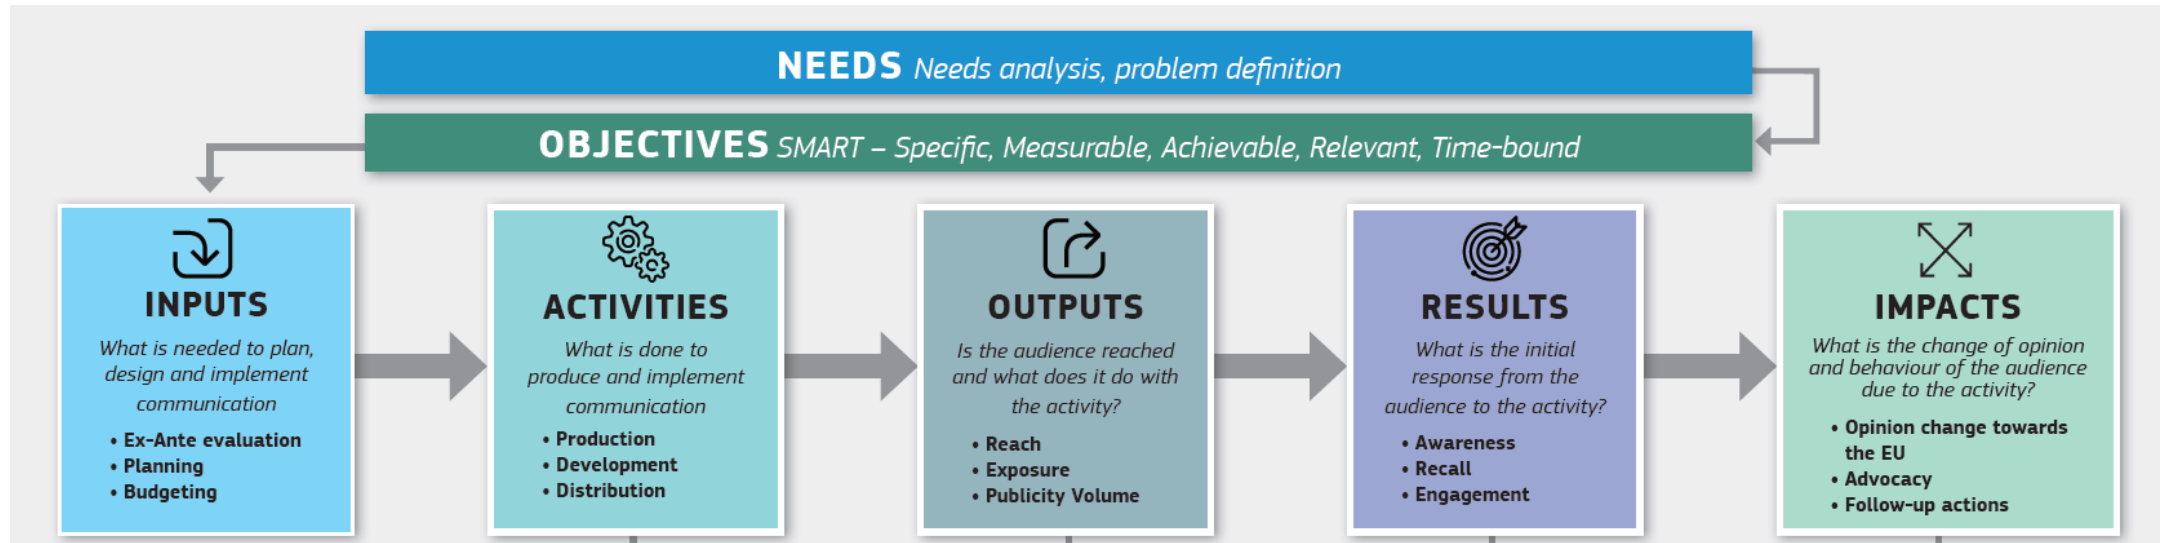 NEEDS Needs analysis, problem definition
OBJECTIVES SMART – Specific, Measurable, Achievable, Relevant, Time-bound
INPUTS
What is needed to plan,
design and implement
communication
• Ex-Ante evaluation
• Planning
• Budgeting
ACTIVITIES
What is done to
produce and implement
communication
• Production
• Development
• Distribution
OUTPUTS
Is the audience reached
and what does it do with
the activity?
• Reach
• Exposure
• Publicity Volume
RESULTS
What is the initial
response from the
audience to the activity?
• Awareness
• Recall
• Engagement
IMPACTS
What is the change of opinion
and behaviour of the audience
due to the activity?
• Opinion change towards
the EU
• Advocacy
• Follow-up actions